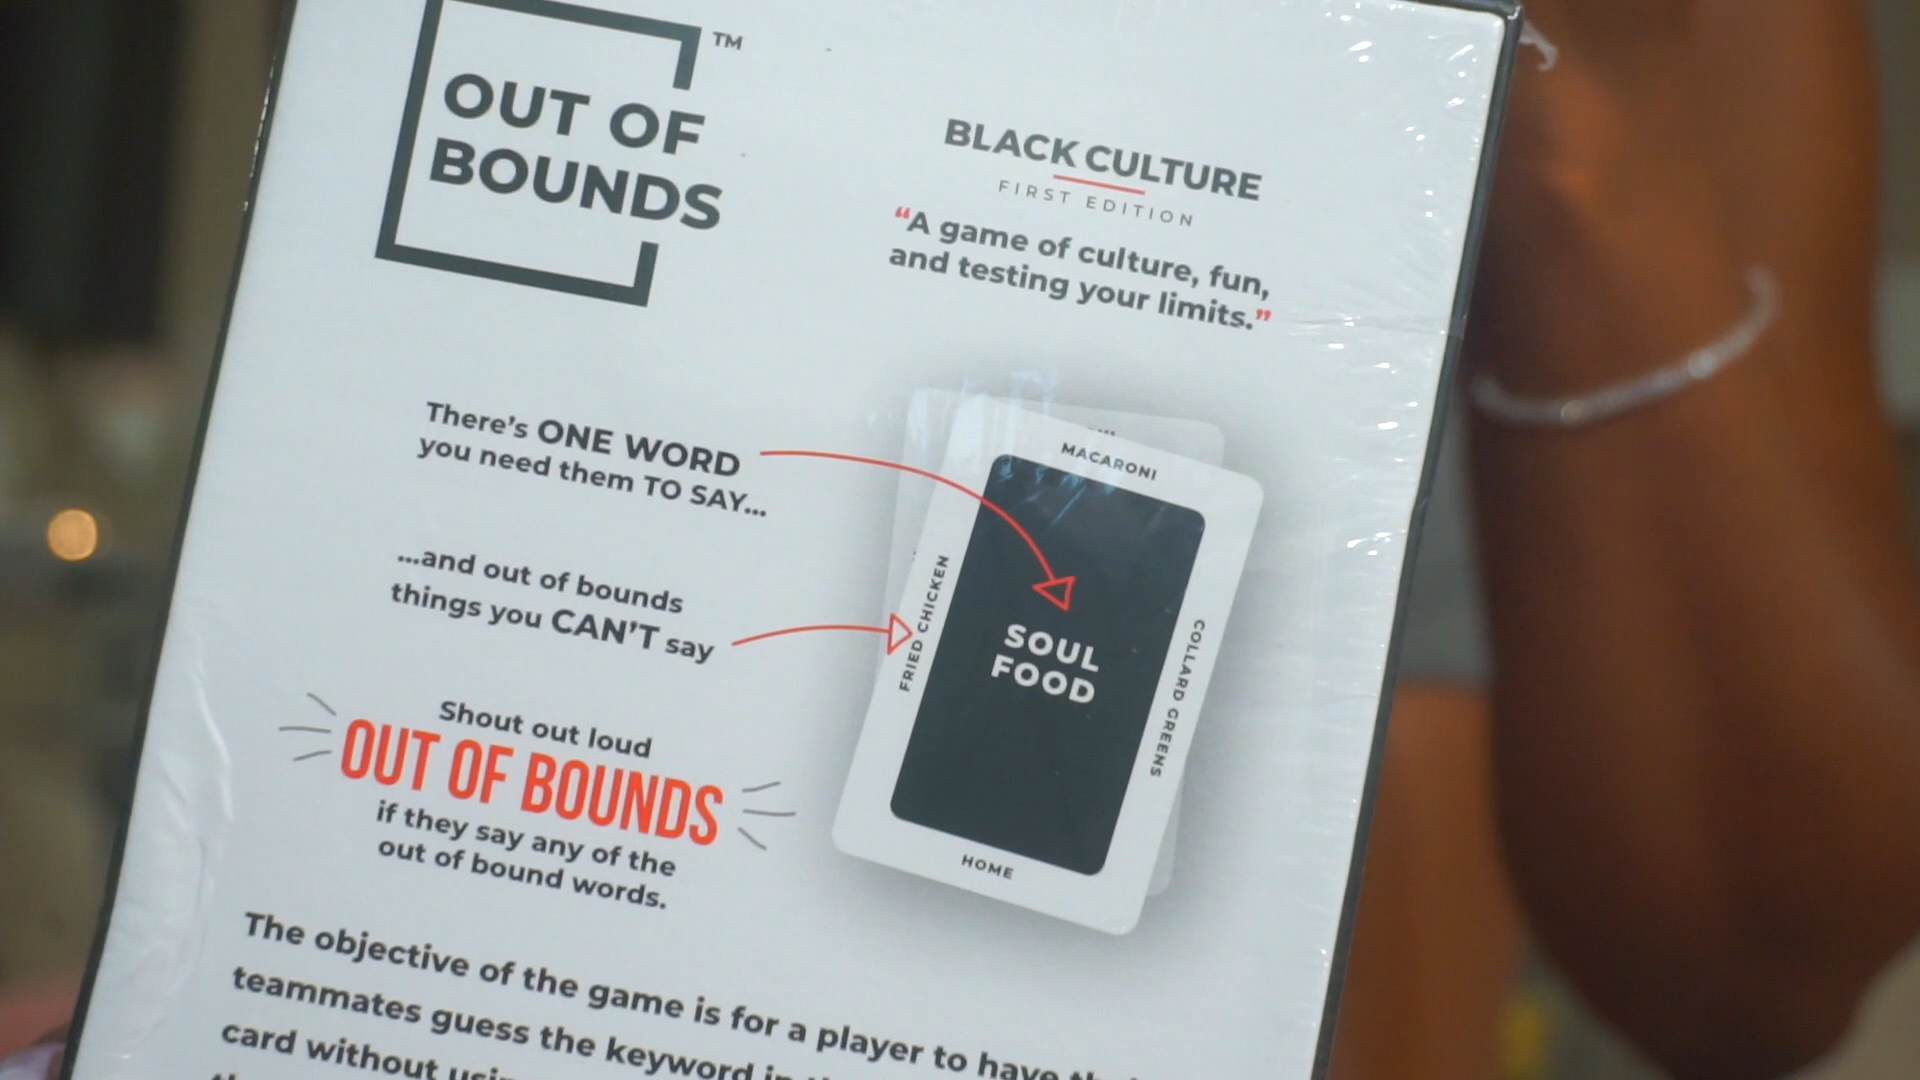 OUT OF
BOUNDS
TM
BLACK CULTURE
FIRST EDITION
“A game of culture, fun,
and testing your limits.”
There's ONE WORD
you need them TO SAY...
...and out of bounds
things you CAN'T say
Shout out loud
OUT OF BOUNDS
if they say any of the
out of bound words.
MACARONI
FRIED CHICKEN
SOUL
FOOD
COLLARD GREENS
HOME
The objective of the game is for a player to have
teammates guess the keyword
card without